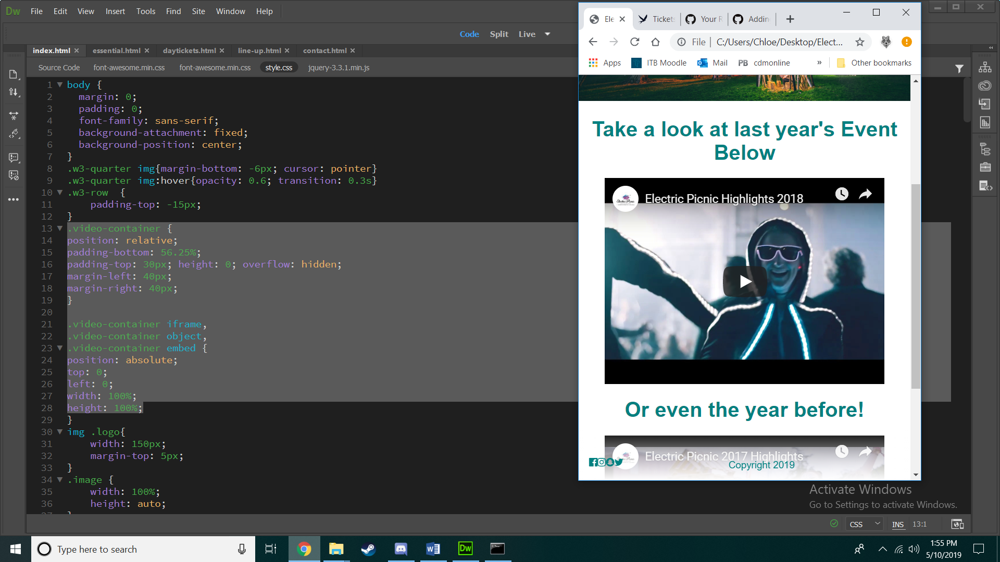 Dw File Edit View Insert Tools Find Site Window Help
Code Split Live
index.html essential.html daytickets.html line-up.html contact.html
Source Code font-awesome.min.css font-awesome.min.css style.css jquery-3.3.1.min.js
1 body {
2 margin: 0;
3 padding: 0;
4 font-family: sans-serif;
5 background-attachment: fixed;
6 background-position: center;
7 }
8 .w3-quarter img{margin-bottom: -6px; cursor: pointer}
9 .w3-quarter img:hover{opacity: 0.6; transition: 0.3s}
10 .w3-row {
11 padding-top: -15px;
12 }
13 .video-container {
14 position: relative;
15 padding-bottom: 56.25%;
16 padding-top: 30px; height: 0; overflow: hidden;
17 margin-left: 40px;
18 margin-right: 40px;
19 }
20
21 .video-container iframe,
22 .video-container object,
23 .video-container embed {
24 position: absolute;
25 top: 0;
26 left: 0;
27 width: 100%;
28 height: 100%;
29 }
30 img .logo{
31 width: 150px;
32 margin-top: 5px;
33 }
34 .image {
35 width: 100%;
36 height: auto;
Ele Tickets Your R Addin
File C:/Users/Chloe/Desktop/Elect...
Apps ITB Moodle Mail PB cdmonline » Other bookmarks
Take a look at last year's Event
Below
Electric Picnic Highlights 2018
Or even the year before!
Electric Picnic 2017 Highlights
Copyright 2019
Activate Windows
Go to Settings to activate Windows.
CSS INS 13:1
Type here to search
Dw
1:55 PM
5/10/2019